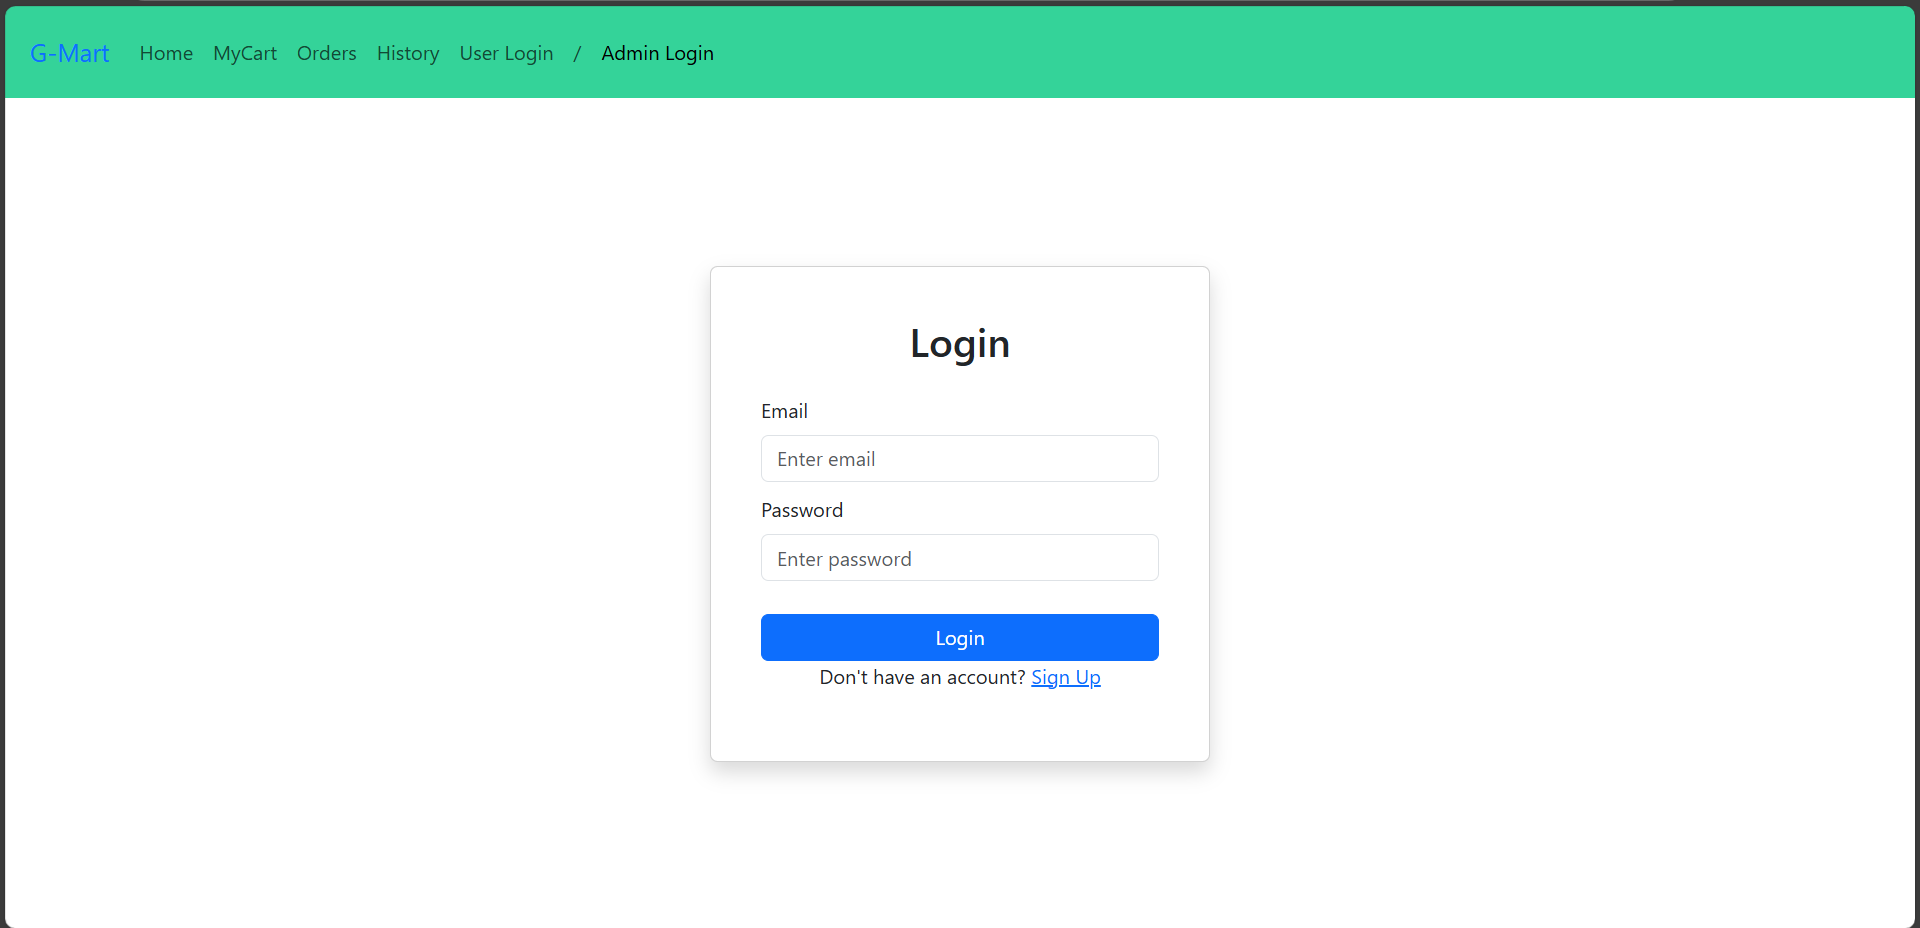 G-Mart Home MyCart Orders History User Login / Admin Login
Login
Email
Enter email
Password
Enter password
Login
Don't have an account? Sign Up